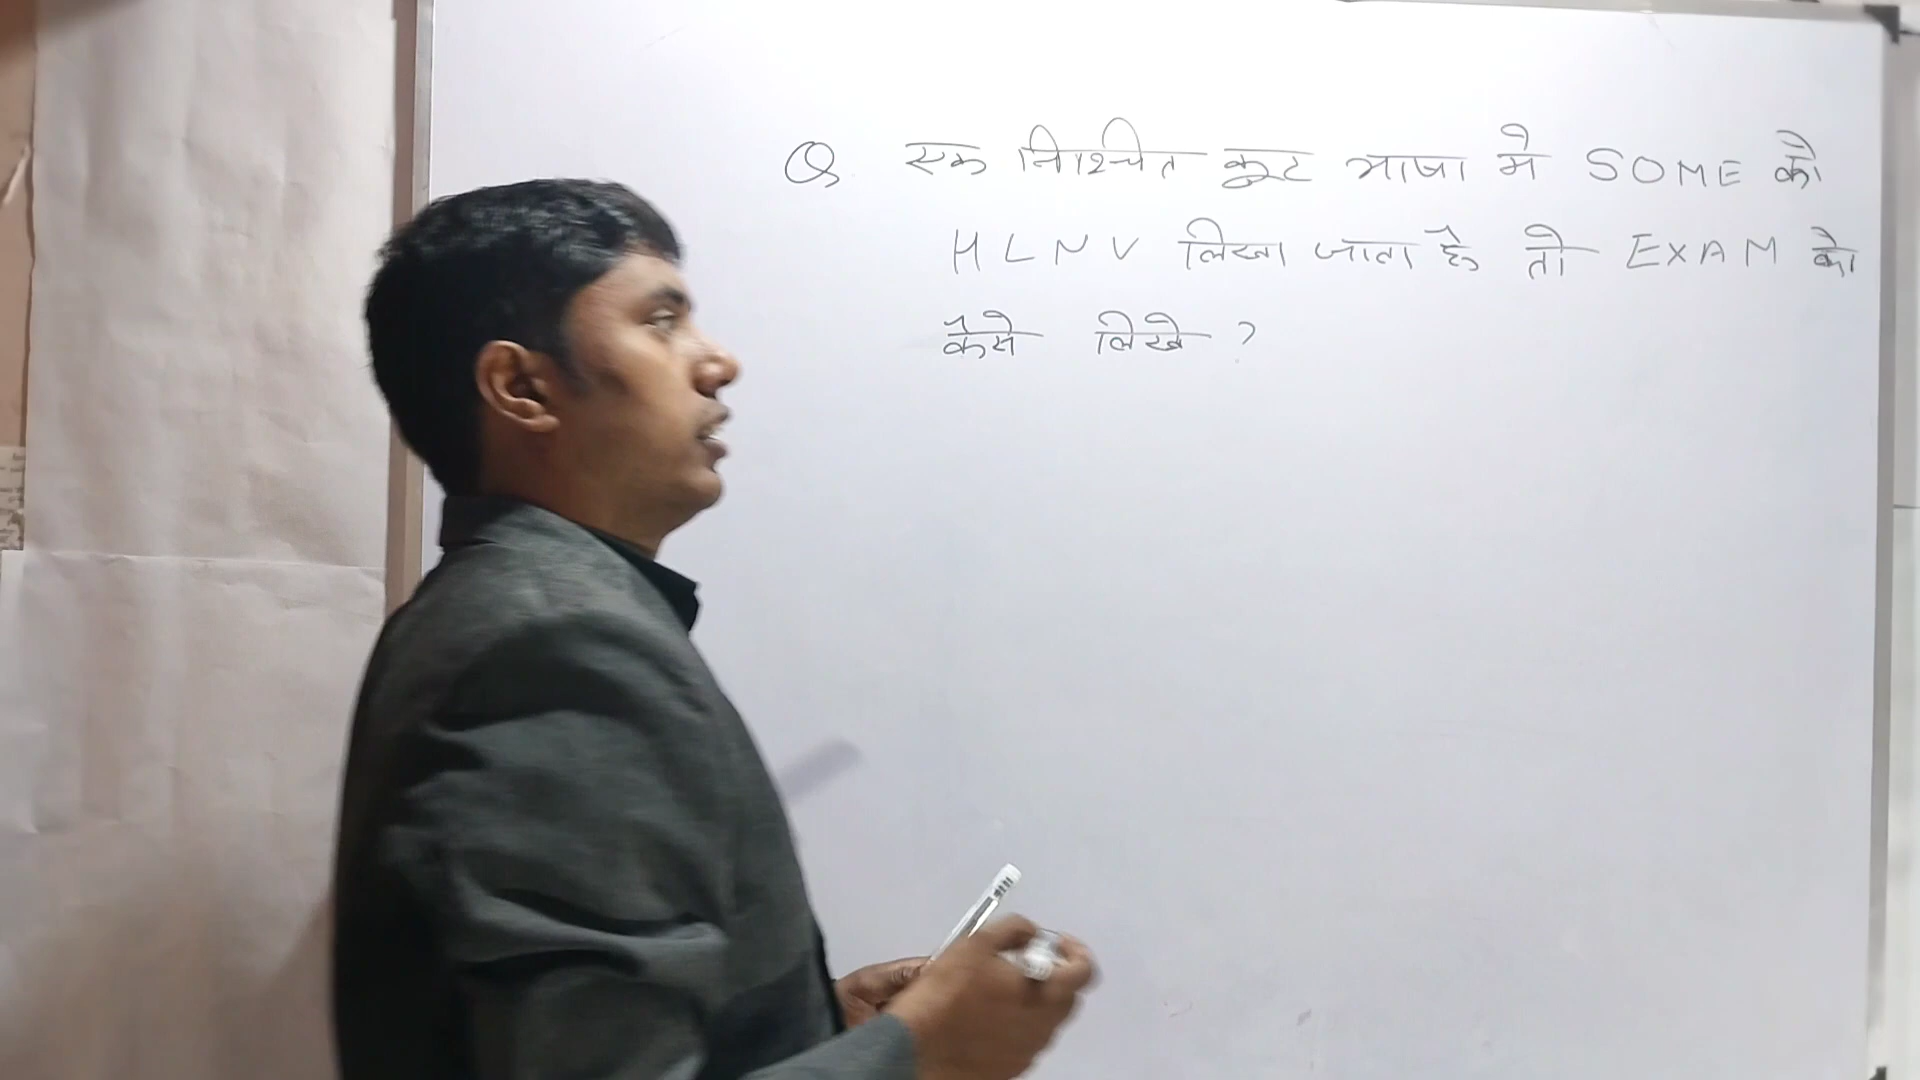 Q एक निश्चित कूट भाषा मे SOME को
HLNV लिखा जाता है तो EXAM को
कैसे लिखे ?